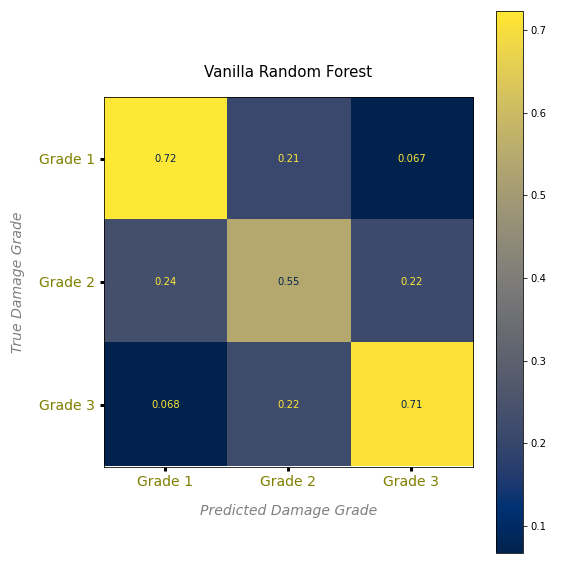 Vanilla Random Forest
True Damage Grade
Grade 1
0.72 0.21 0.067
Grade 2
0.24 0.55 0.22
Grade 3
0.068 0.22 0.71
Grade 1 Grade 2 Grade 3
Predicted Damage Grade
0.7
0.6
0.5
0.4
0.3
0.2
0.1